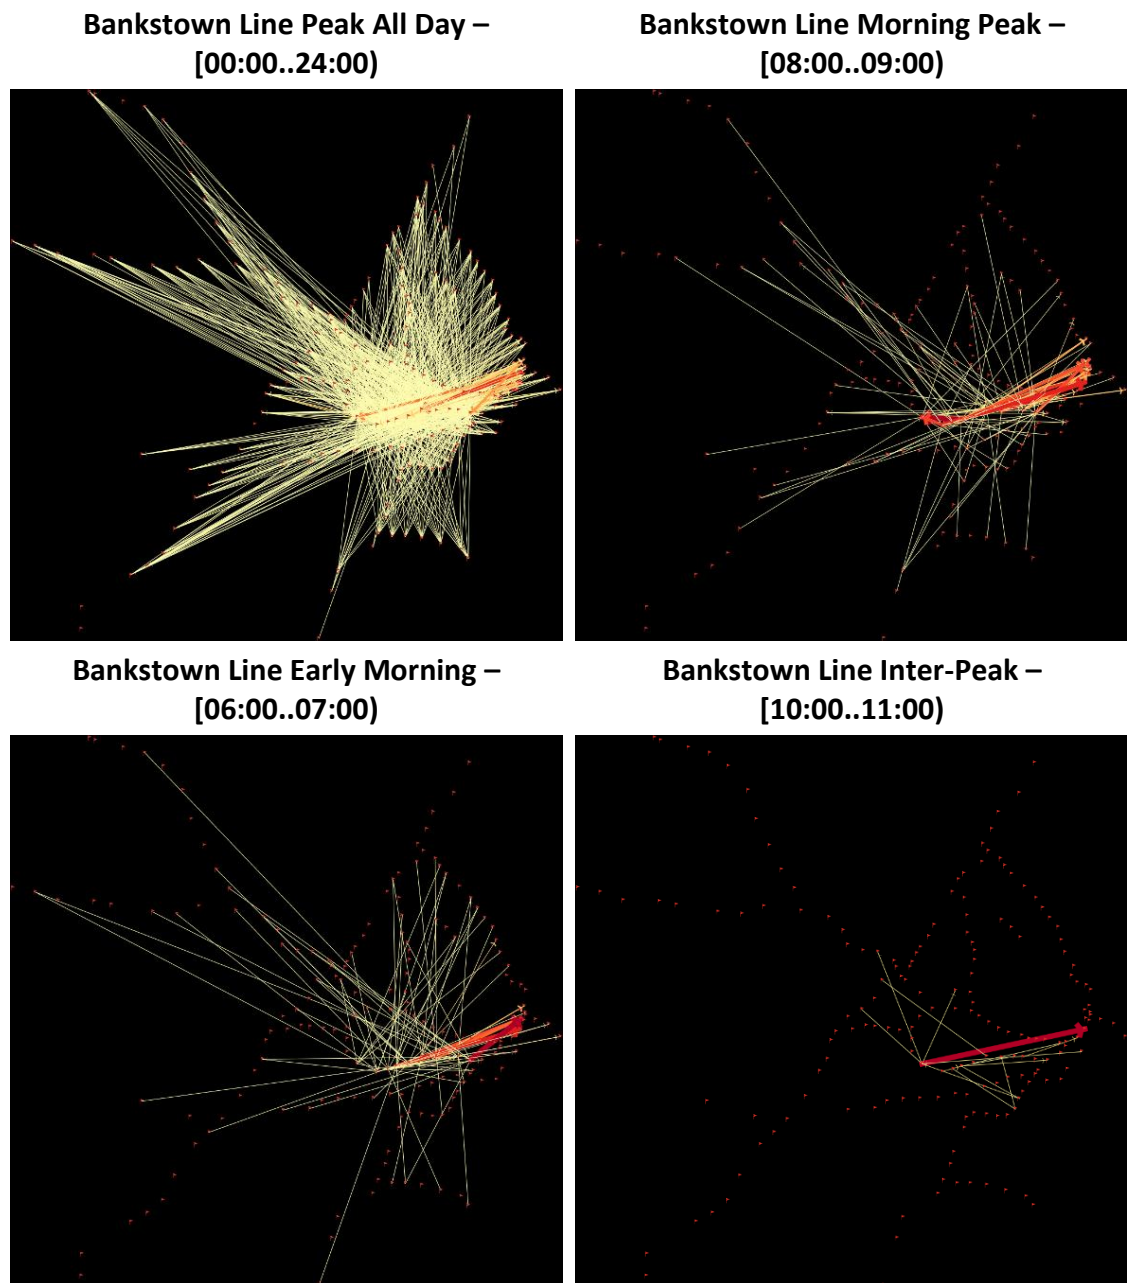 Bankstown Line Peak All Day –
[00:00..24:00)
Bankstown Line Morning Peak –
[08:00..09:00)
Bankstown Line Early Morning –
[06:00..07:00)
Bankstown Line Inter-Peak –
[10:00..11:00)